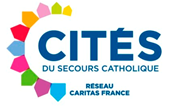 CITÉS
DU SECOURS CATHOLIQUE
RÉSEAU
CARITAS FRANCE